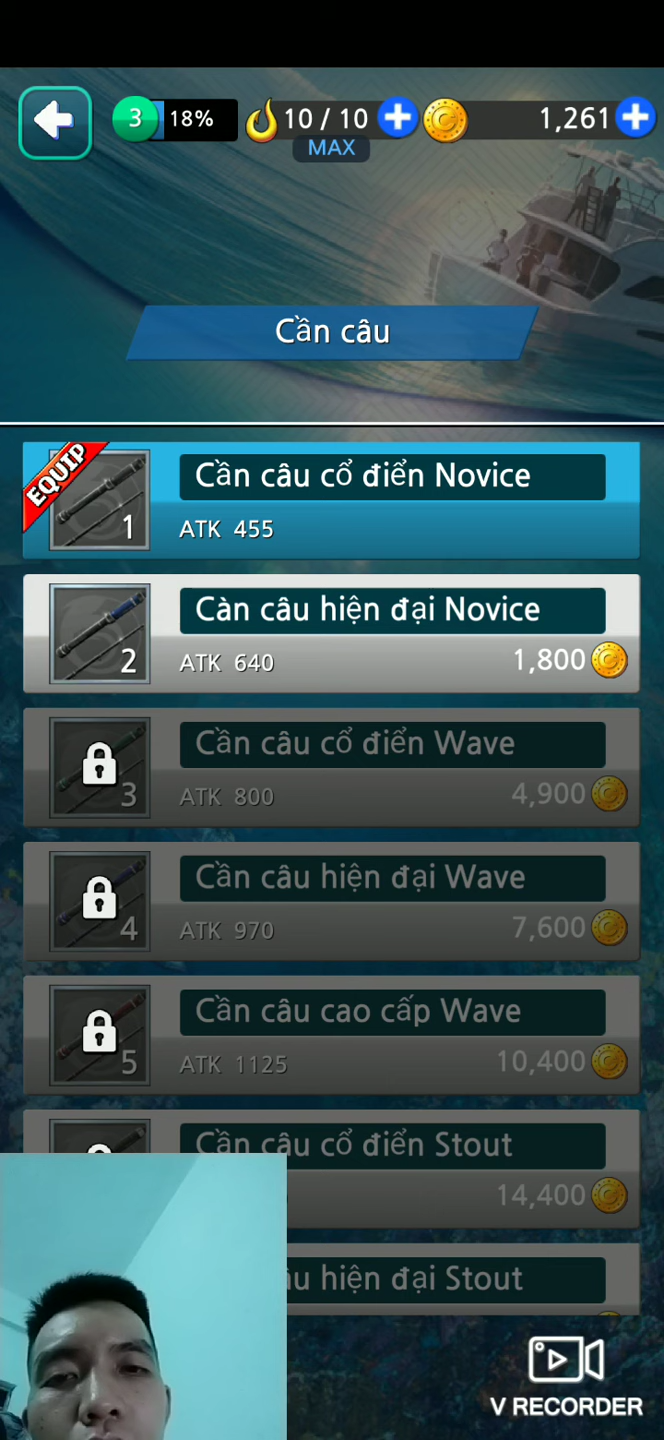 3 18% 10 / 10 1,261
MAX
Cần câu
EQUIP
Cần câu cổ điển Novice
1 ATK 455
Càn câu hiện đại Novice
2 ATK 640 1,800
Cần câu cổ điển Wave
3 ATK 800 4,900
Cần câu hiện đại Wave
4 ATK 970 7,600
Cần câu cao cấp Wave
5 ATK 1125 10,400
Cần câu cổ điển Stout
14,400
hiện đại Stout
V RECORDER